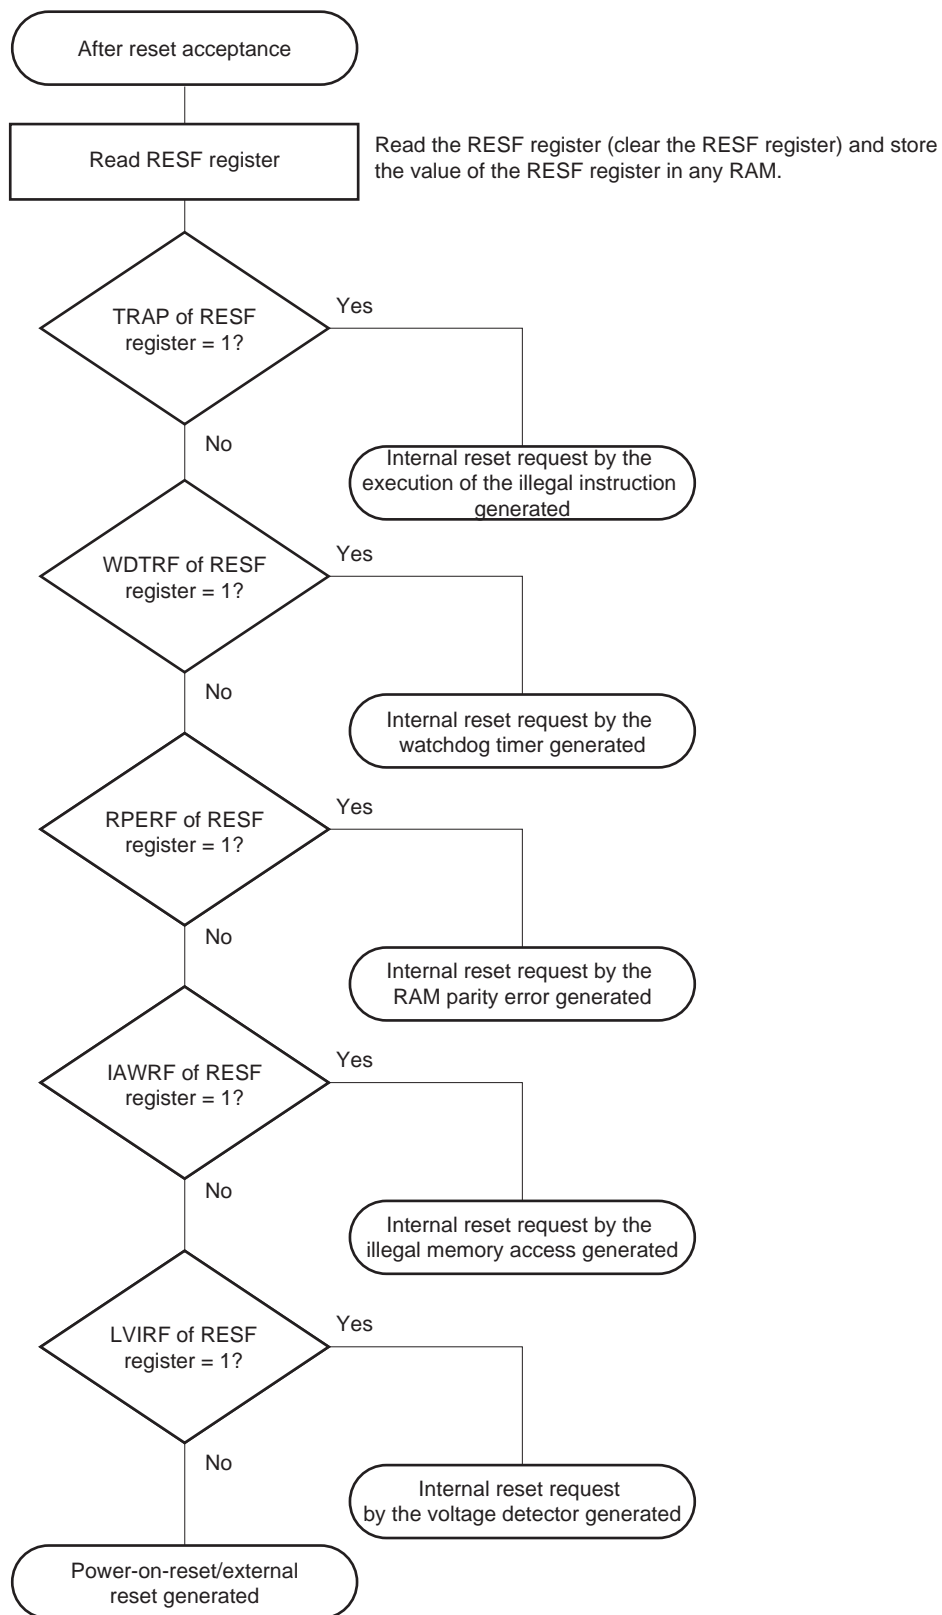 After reset acceptance
Read RESF register
Read the RESF register (clear the RESF register) and store
the value of the RESF register in any RAM.
TRAP of RESF
register = 1?
Yes
No
Internal reset request by the
execution of the illegal instruction
generated
WDTRF of RESF
register = 1?
Yes
No
Internal reset request by the
watchdog timer generated
RPERF of RESF
register = 1?
Yes
No
Internal reset request by the
RAM parity error generated
IAWRF of RESF
register = 1?
Yes
No
Internal reset request by the
illegal memory access generated
LVIRF of RESF
register = 1?
Yes
No
Internal reset request
by the voltage detector generated
Power-on-reset/external
reset generated